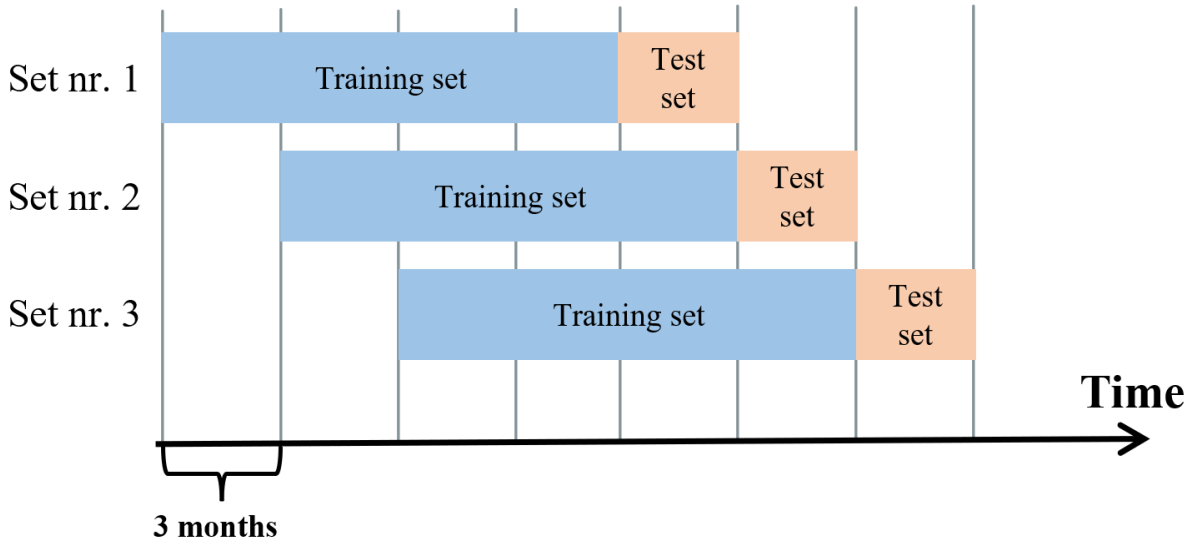 Set nr. 1
Training set
Test
set
Set nr. 2
Training set
Test
set
Set nr. 3
Training set
Test
set
Time
3 months